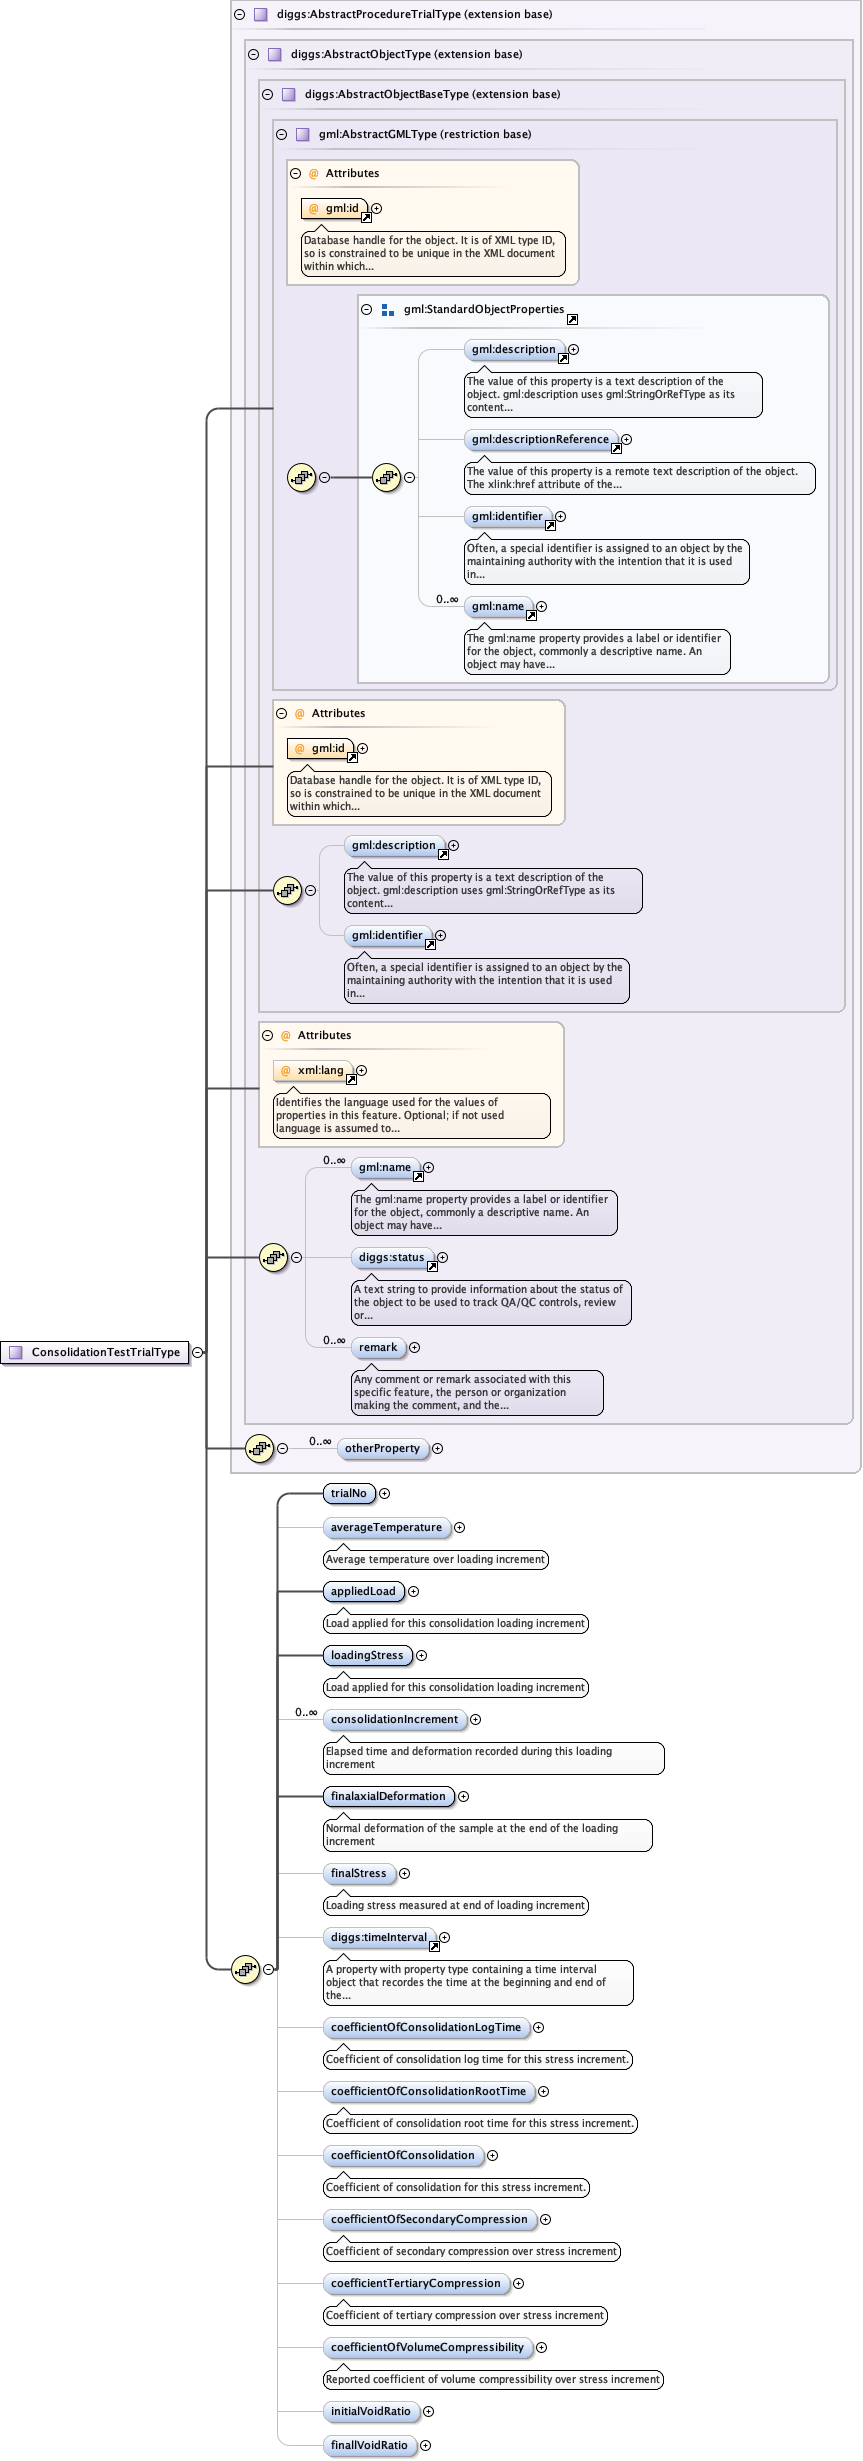 diggs:AbstractProcedureTrialType (extension base)
diggs:AbstractObjectType (extension base)
diggs:AbstractObjectBaseType (extension base)
gml:AbstractGMLType (restriction base)
@ Attributes
@ gml:id
Database handle for the object. It is of XML type ID,
so is constrained to be unique in the XML document
within which...
gml:StandardObjectProperties
gml:description
The value of this property is a text description of the
object. gml:description uses gml:StringOrRefType as its
content...
gml:descriptionReference
The value of this property is a remote text description of the object.
The xlink:href attribute of the...
gml:identifier
Often, a special identifier is assigned to an object by the
maintaining authority with the intention that it is used
in...
0..∞ gml:name
The gml:name property provides a label or identifier
for the object, commonly a descriptive name. An
object may have...
@ Attributes
@ gml:id
Database handle for the object. It is of XML type ID,
so is constrained to be unique in the XML document
within which...
gml:description
The value of this property is a text description of the
object. gml:description uses gml:StringOrRefType as its
content...
gml:identifier
Often, a special identifier is assigned to an object by the
maintaining authority with the intention that it is used
in...
@ Attributes
@ xml:lang
Identifies the language used for the values of
properties in this feature. Optional; if not used
language is assumed to...
0..∞ gml:name
The gml:name property provides a label or identifier
for the object, commonly a descriptive name. An
object may have...
diggs:status
A text string to provide information about the status of
the object to be used to track QA/QC controls, review
or...
0..∞ remark
ConsolidationTestTrialType
Any comment or remark associated with this
specific feature, the person or organization
making the comment, and the...
0..∞ otherProperty
trialNo
averageTemperature
Average temperature over loading increment
appliedLoad
Load applied for this consolidation loading increment
loadingStress
Load applied for this consolidation loading increment
0..∞ consolidationIncrement
Elapsed time and deformation recorded during this loading
increment
finalaxialDeformation
Normal deformation of the sample at the end of the loading
increment
finalStress
Loading stress measured at end of loading increment
diggs:timeInterval
A property with property type containing a time interval
object that recordes the time at the beginning and end of
the...
coefficientOfConsolidationLogTime
Coefficient of consolidation log time for this stress increment.
coefficientOfConsolidationRootTime
Coefficient of consolidation root time for this stress increment.
coefficientOfConsolidation
Coefficient of consolidation for this stress increment.
coefficientOfSecondaryCompression
Coefficient of secondary compression over stress increment
coefficientTertiaryCompression
Coefficient of tertiary compression over stress increment
coefficientOfVolumeCompressibility
Reported coefficient of volume compressibility over stress increment
initialVoidRatio
finallVoidRatio